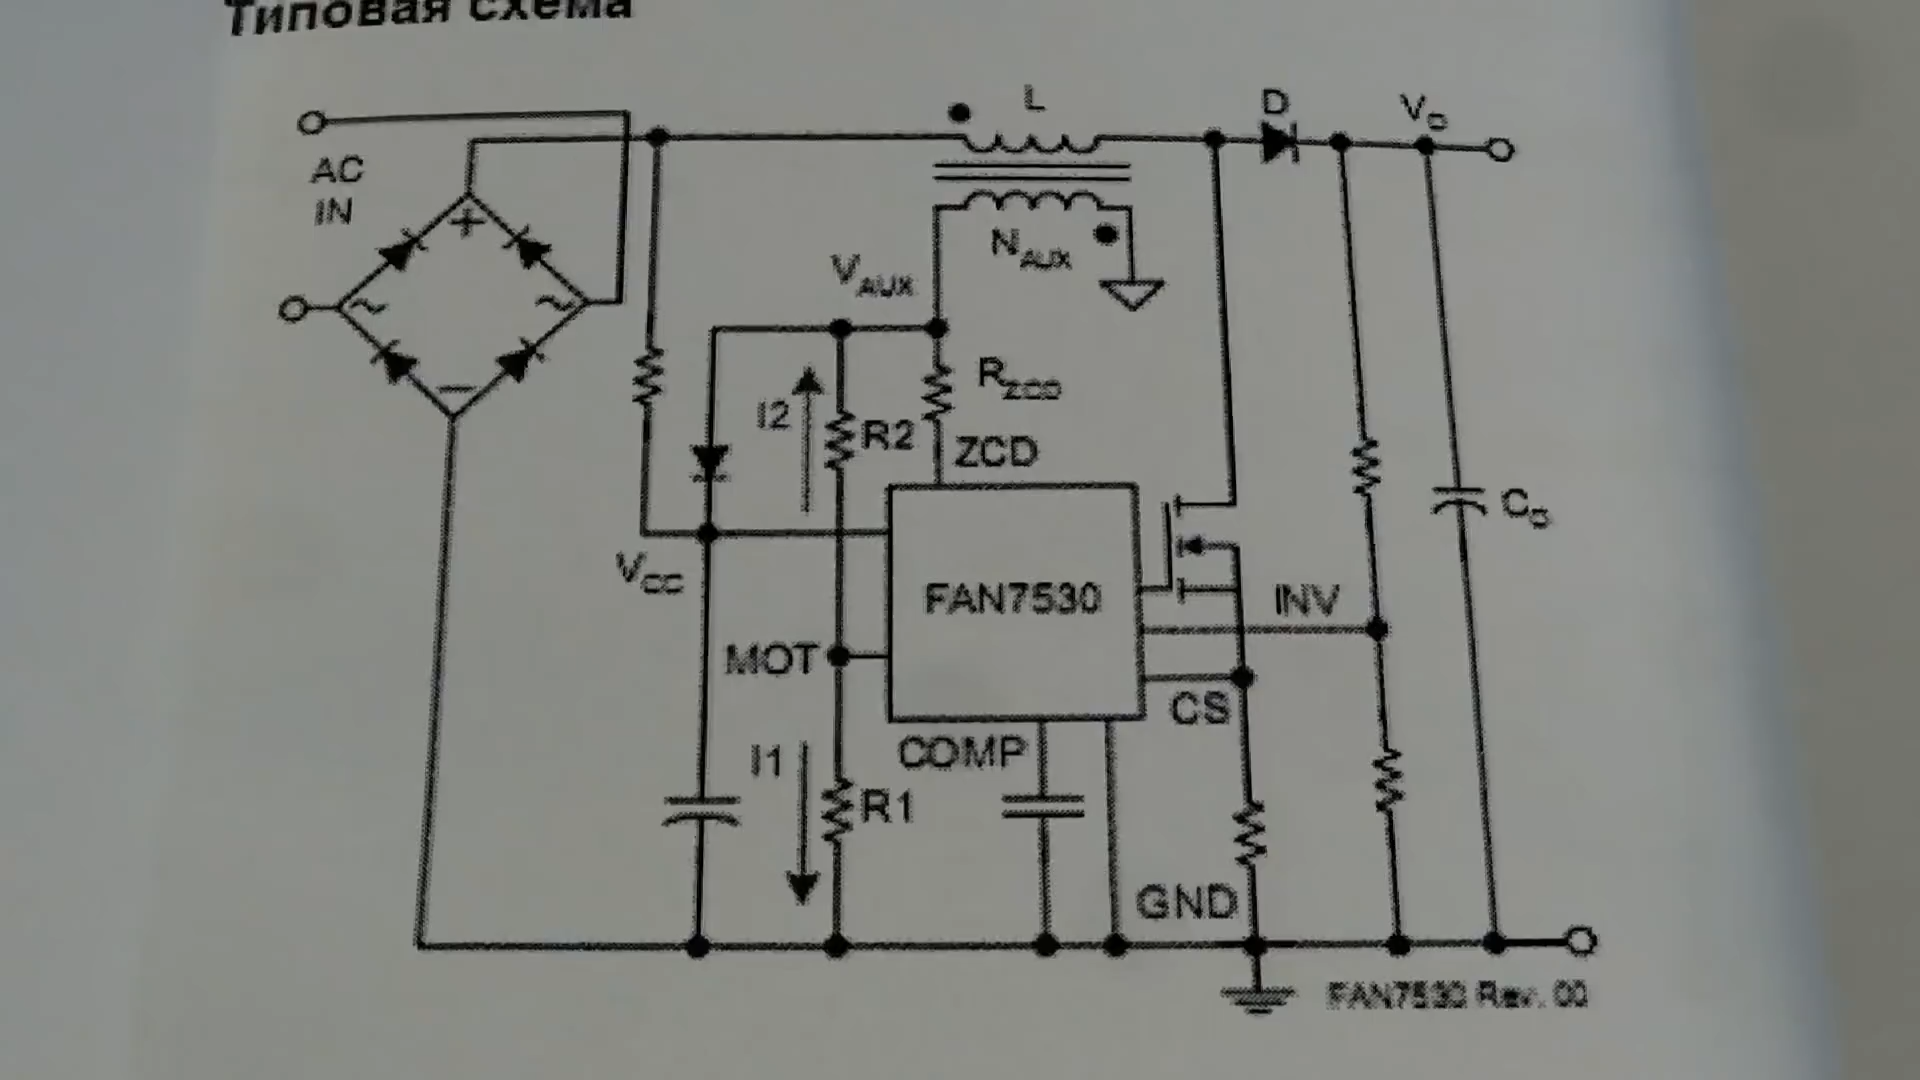 Типовая схема
L
D
VO
AC
IN
+
~
~
−
NAUX
VAUX
RZCD
I2
R2
ZCD
CO
VCC
FAN7530
INV
MOT
CS
I1
COMP
R1
GND
FAN7530 Rev. 00